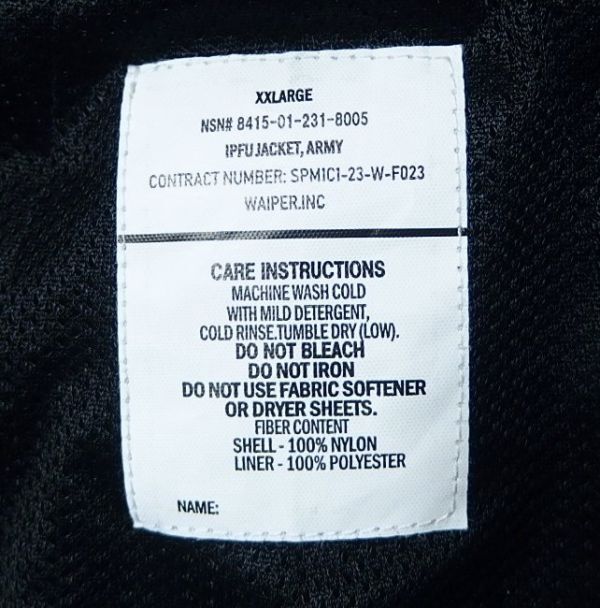 XXLARGE
NSN# 8415-01-231-8005
IPFU JACKET, ARMY
CONTRACT NUMBER: SPM1C1-23-W-F023
WAIPER.INC
CARE INSTRUCTIONS
MACHINE WASH COLD
WITH MILD DETERGENT,
COLD RINSE.TUMBLE DRY (LOW).
DO NOT BLEACH
DO NOT IRON
DO NOT USE FABRIC SOFTENER
OR DRYER SHEETS.
FIBER CONTENT
SHELL - 100% NYLON
LINER - 100% POLYESTER
NAME: